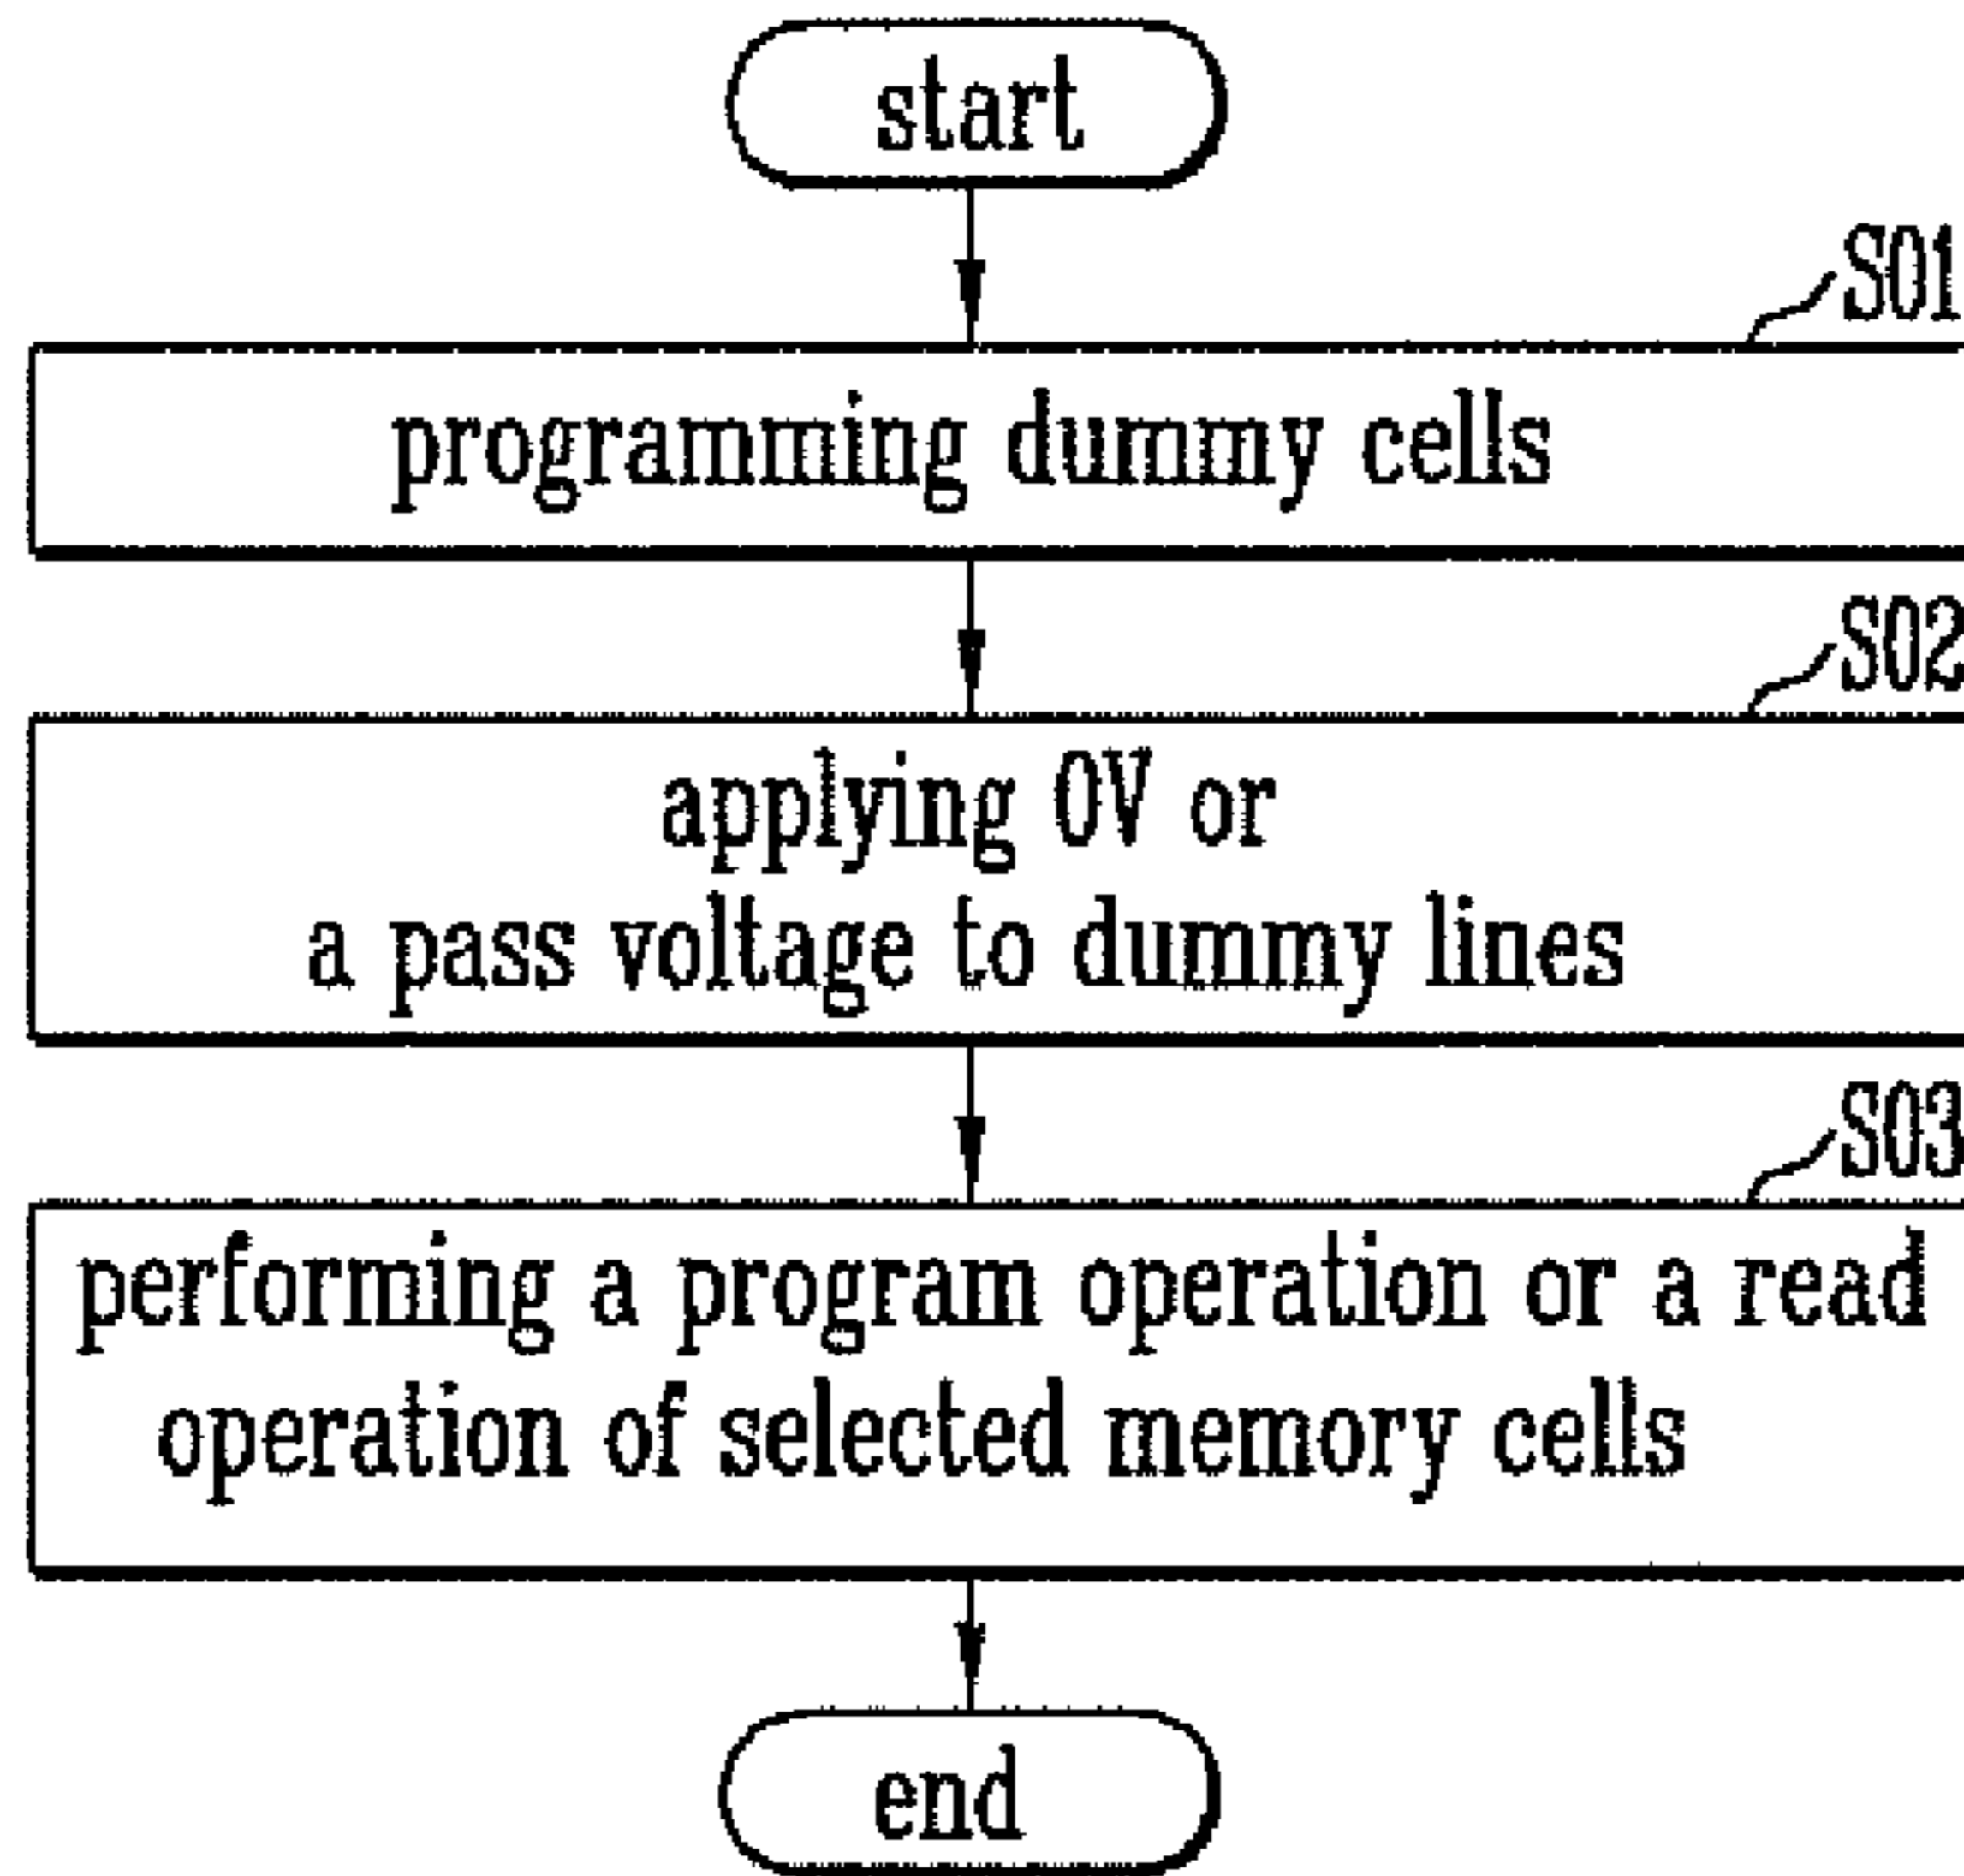 start
S01
programming dummy cells
S02
applying 0V or
a pass voltage to dummy lines
S03
performing a program operation or a read
operation of selected memory cells
end